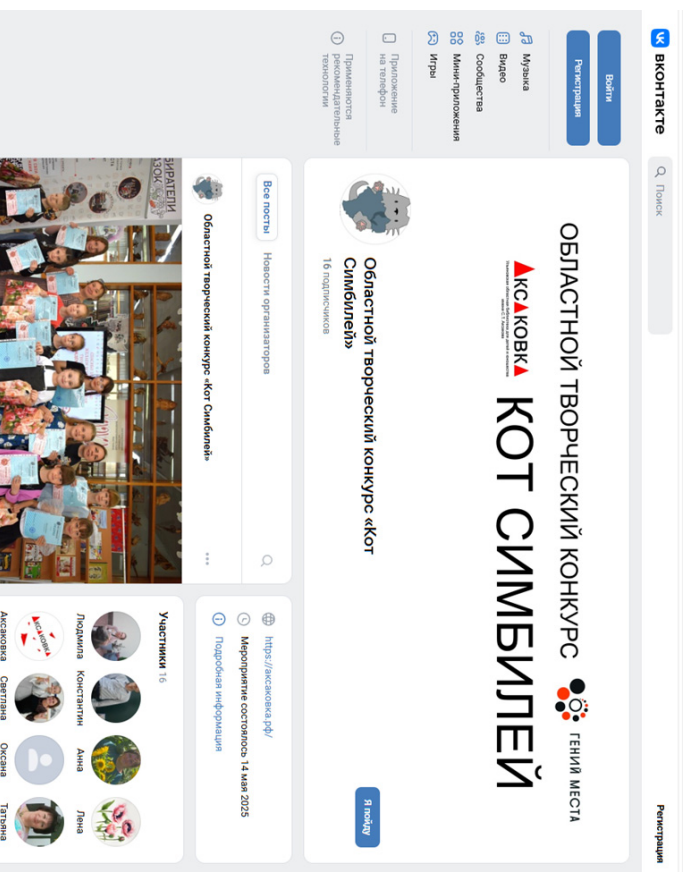 вконтакте
Поиск
Регистрация
Войти
Регистрация
Музыка
Видео
Сообщества
Мини-приложения
Игры
Приложение
на телефон
Применяются
рекомендательные
технологии
ОБЛАСТНОЙ ТВОРЧЕСКИЙ КОНКУРС
ГЕНИЙ МЕСТА
АКСАКОВКА
КОТ СИМБИЛЕЙ
Областной творческий конкурс «Кот
Симбилей»
16 подписчиков
Я пойду
Все посты
Новости организаторов
Областной творческий конкурс «Кот Симбилей»
https://аксаковка.рф/
Мероприятие состоялось 14 мая 2025
Подробная информация
Участники 16
Людмила
Константин
Анна
Лена
АКСАКОВКА
Аксаковка
Светлана
Оксана
Татьяна